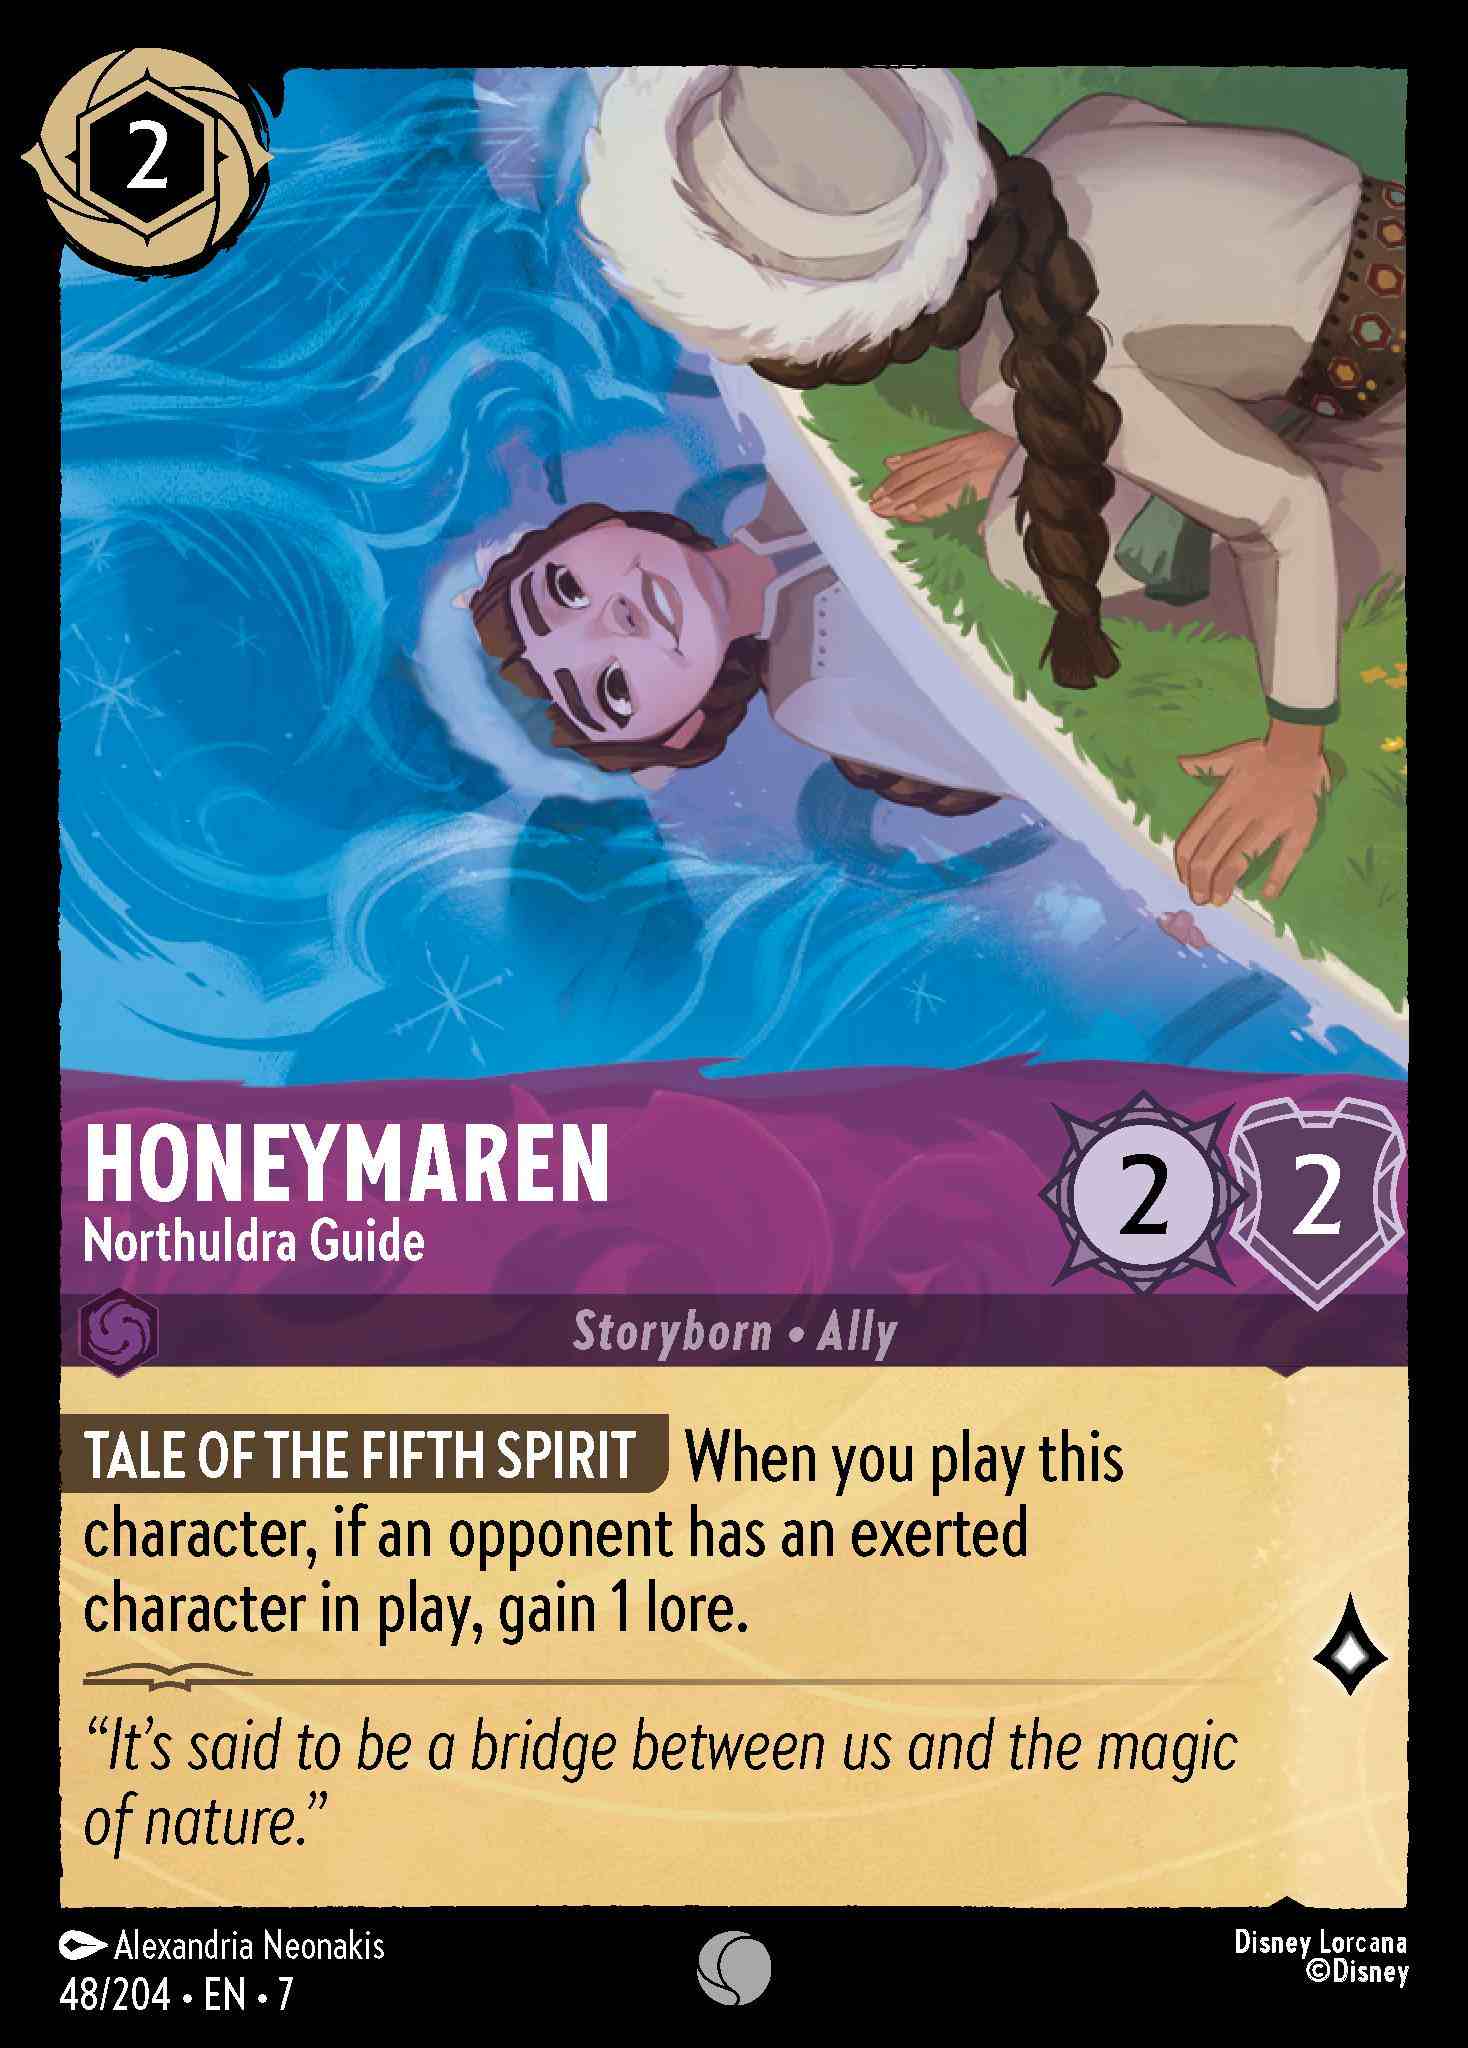 2
HONEYMAREN
2 2
Northuldra Guide
Storyborn • Ally
TALE OF THE FIFTH SPIRIT When you play this
character, if an opponent has an exerted
character in play, gain 1 lore.
“It’s said to be a bridge between us and the magic
of nature.”
Alexandria Neonakis
48/204 • EN • 7
Disney Lorcana
©Disney